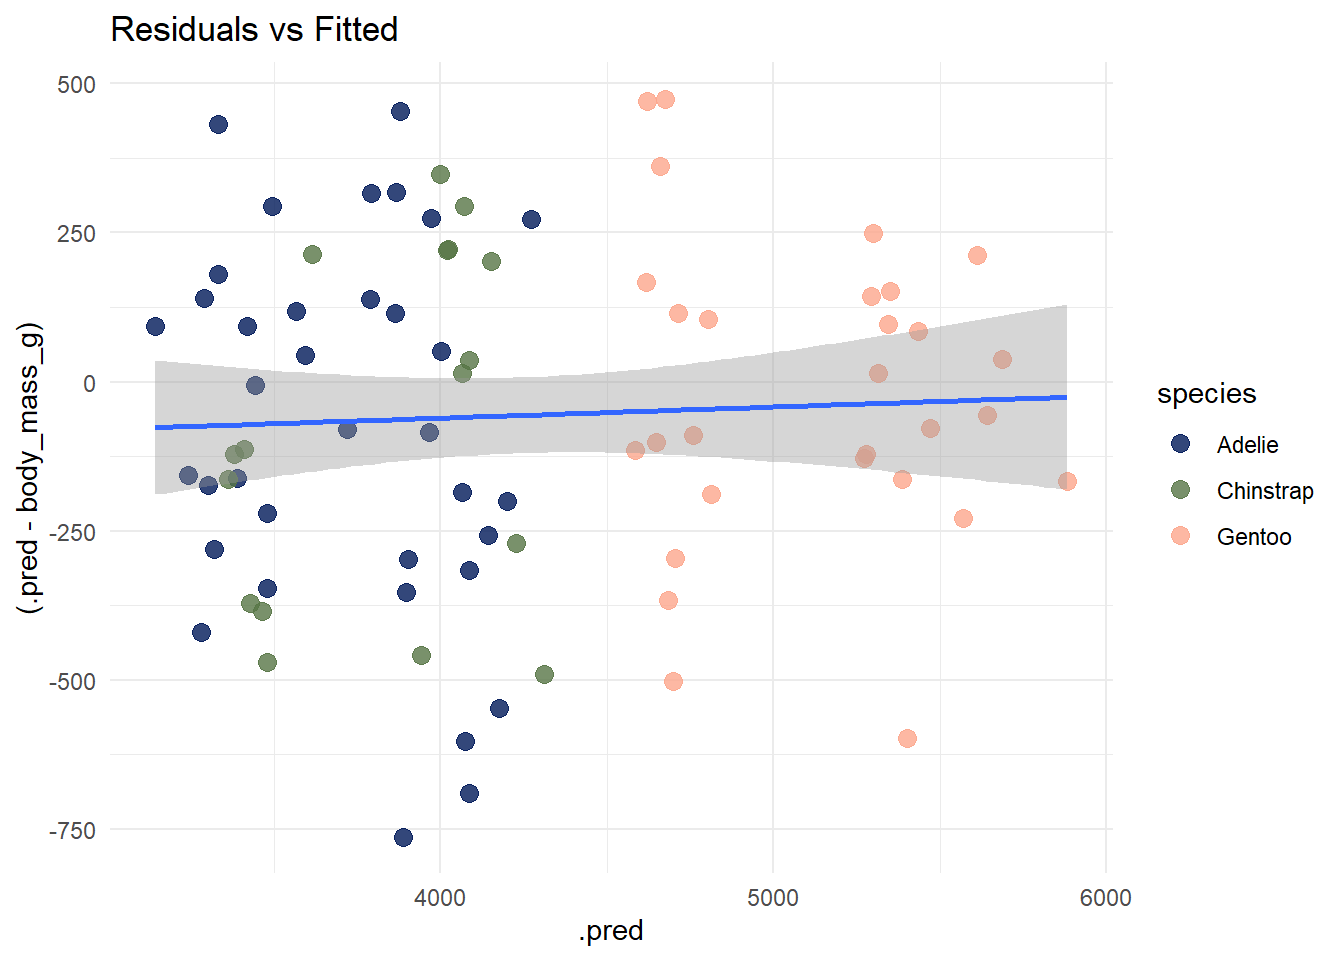 Residuals vs Fitted
500
250
0
-250
-500
-750
(.pred - body_mass_g)
4000
5000
6000
.pred
species
Adelie
Chinstrap
Gentoo